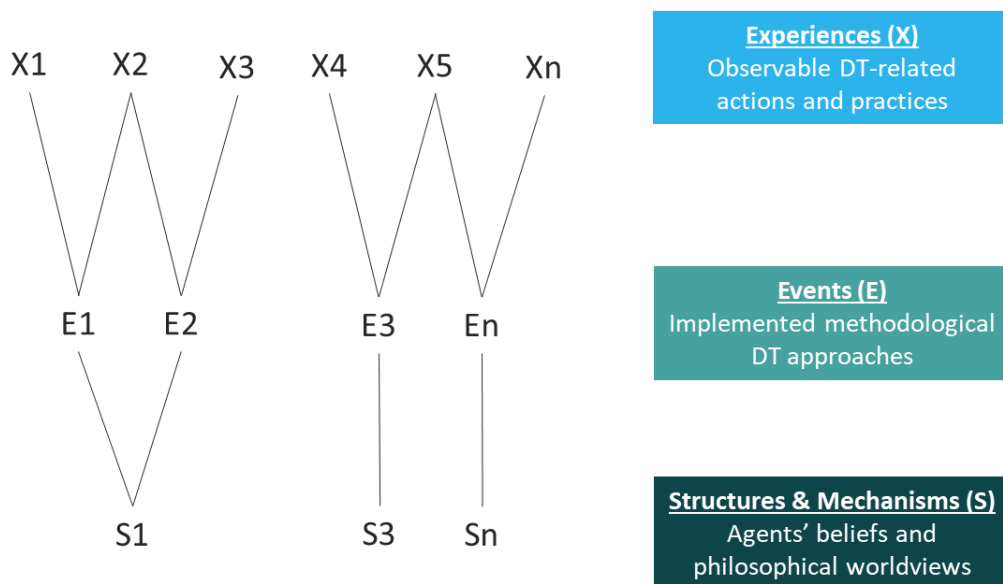 X1 X2 X3 X4 X5 Xn
Experiences (X)
Observable DT-related
actions and practices
E1 E2 E3 En
Events (E)
Implemented methodological
DT approaches
S1 S3 Sn
Structures & Mechanisms (S)
Agents’ beliefs and
philosophical worldviews